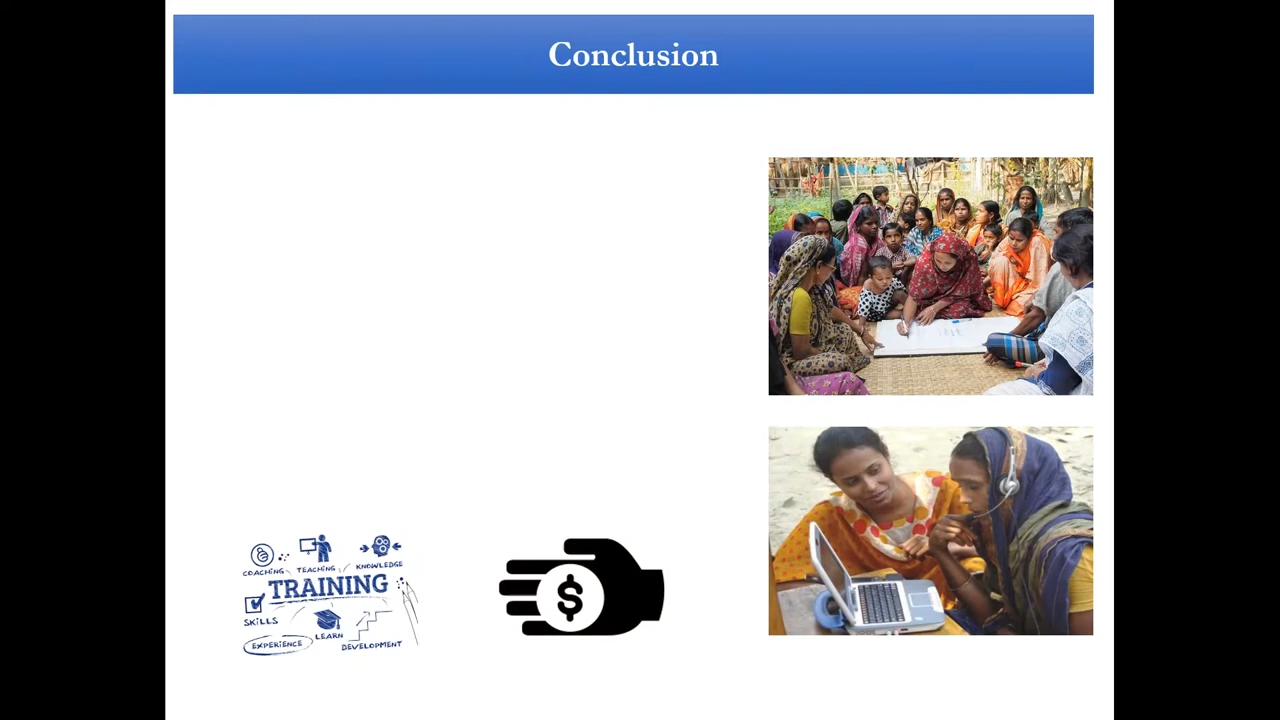 Conclusion
COACHING
TEACHING
KNOWLEDGE
TRAINING
SKILLS
LEARN
EXPERIENCE
DEVELOPMENT
$